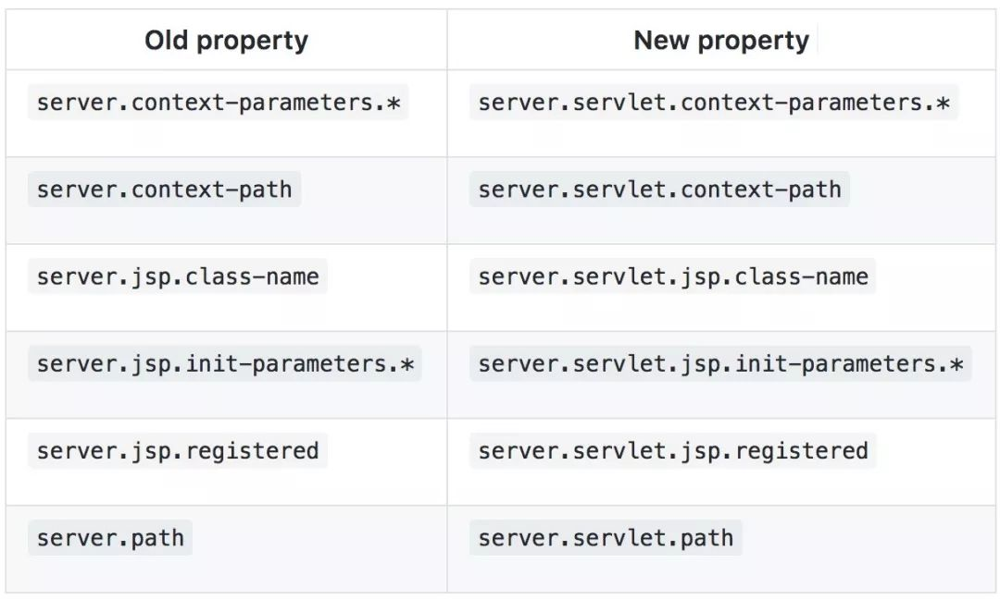 Old property New property
server.context-parameters.* server.servlet.context-parameters.*
server.context-path server.servlet.context-path
server.jsp.class-name server.servlet.jsp.class-name
server.jsp.init-parameters.* server.servlet.jsp.init-parameters.*
server.jsp.registered server.servlet.jsp.registered
server.path server.servlet.path